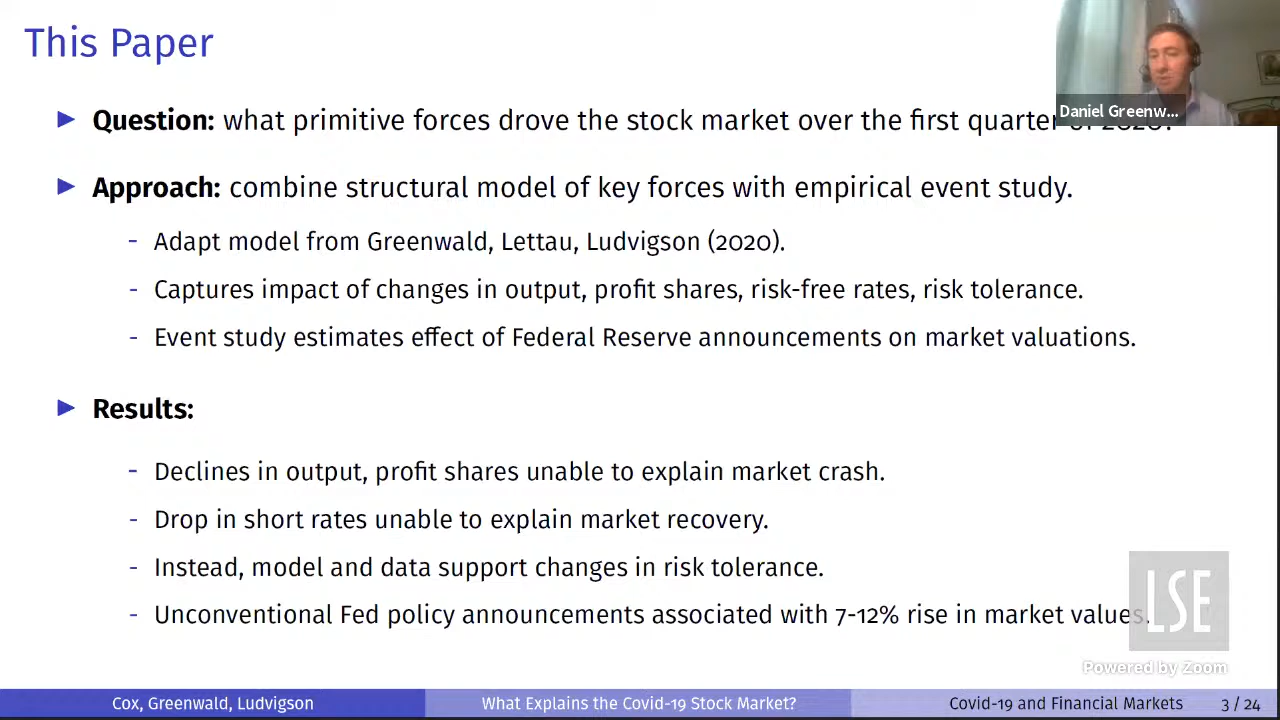 This Paper
Daniel Greenw...
Question: what primitive forces drove the stock market over the first quarter of 2020?
Approach: combine structural model of key forces with empirical event study.
- Adapt model from Greenwald, Lettau, Ludvigson (2020).
- Captures impact of changes in output, profit shares, risk-free rates, risk tolerance.
- Event study estimates effect of Federal Reserve announcements on market valuations.
Results:
- Declines in output, profit shares unable to explain market crash.
- Drop in short rates unable to explain market recovery.
- Instead, model and data support changes in risk tolerance.
- Unconventional Fed policy announcements associated with 7-12% rise in market values.
LSE
Powered by Zoom
Cox, Greenwald, Ludvigson
What Explains the Covid-19 Stock Market?
Covid-19 and Financial Markets
3 / 24